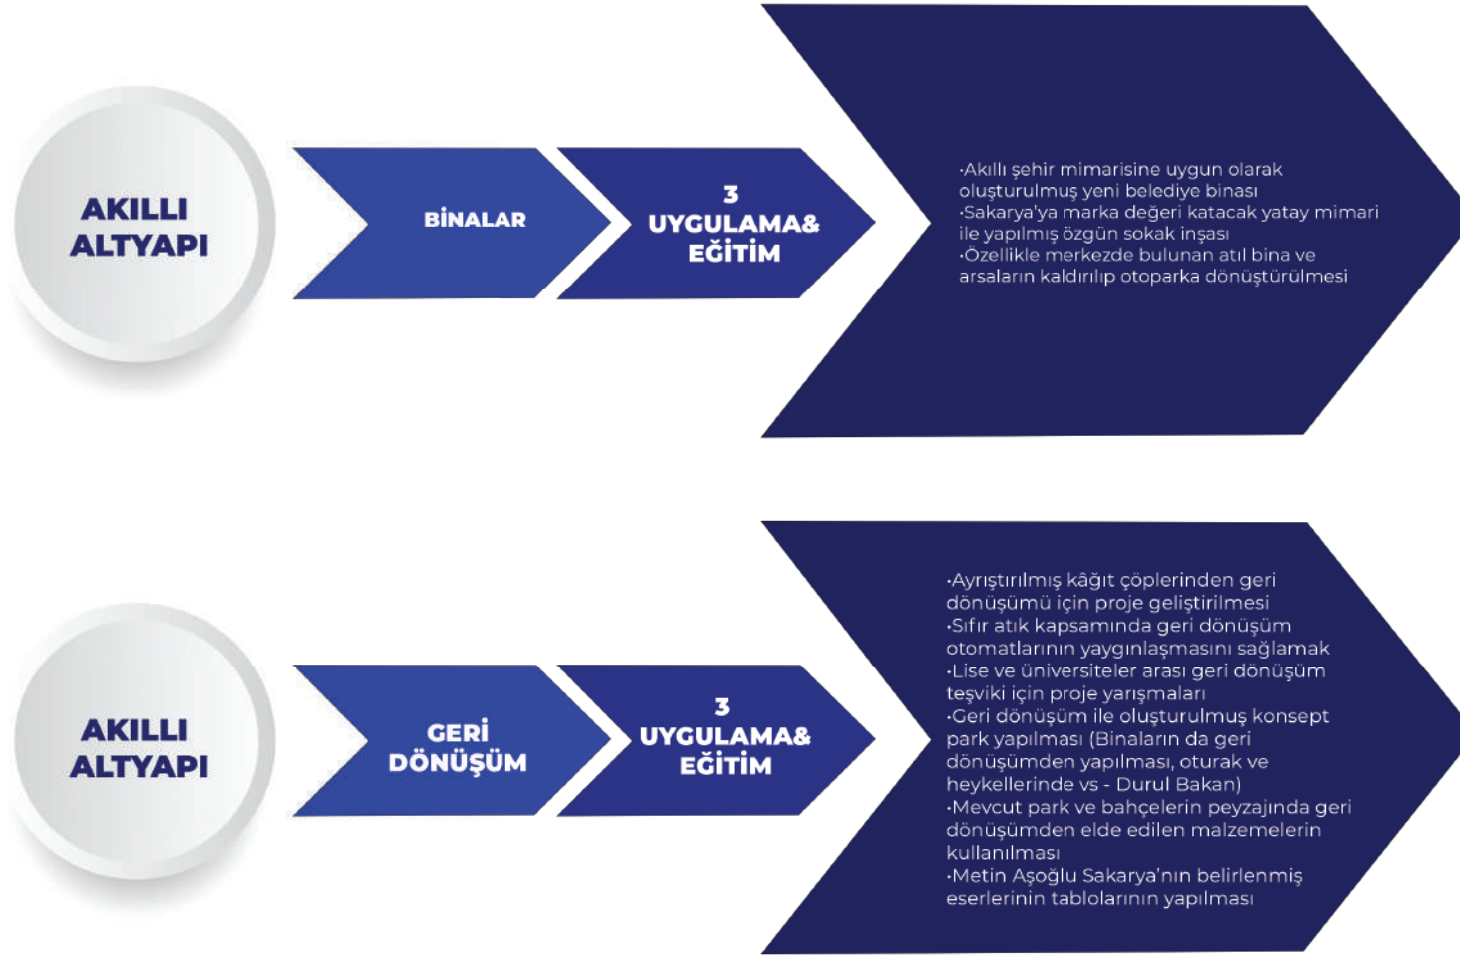 AKILLI
ALTYAPI
BİNALAR
3
UYGULAMA&
EĞİTİM
•Akıllı şehir mimarisine uygun olarak
oluşturulmuş yeni belediye binası
•Sakarya'ya marka değeri katacak yatay mimari
ile yapılmış özgün sokak inşası
•Özellikle merkezde bulunan atıl bina ve
arsaların kaldırılıp otoparka dönüştürülmesi
AKILLI
ALTYAPI
GERİ
DÖNÜŞÜM
3
UYGULAMA&
EĞİTİM
•Ayrıştırılmış kâğıt çöplerinden geri
dönüşümü için proje geliştirilmesi
•Sıfır atık kapsamında geri dönüşüm
otomatlarının yaygınlaşmasını sağlamak
•Lise ve üniversiteler arası geri dönüşüm
teşviki için proje yarışmaları
•Geri dönüşüm ile oluşturulmuş konsept
park yapılması (Binaların da geri
dönüşümden yapılması, oturak ve
heykellerinde vs - Durul Bakan)
•Mevcut park ve bahçelerin peyzajında geri
dönüşümden elde edilen malzemelerin
kullanılması
•Metin Aşoğlu Sakarya'nın belirlenmiş
eserlerinin tablolarının yapılması